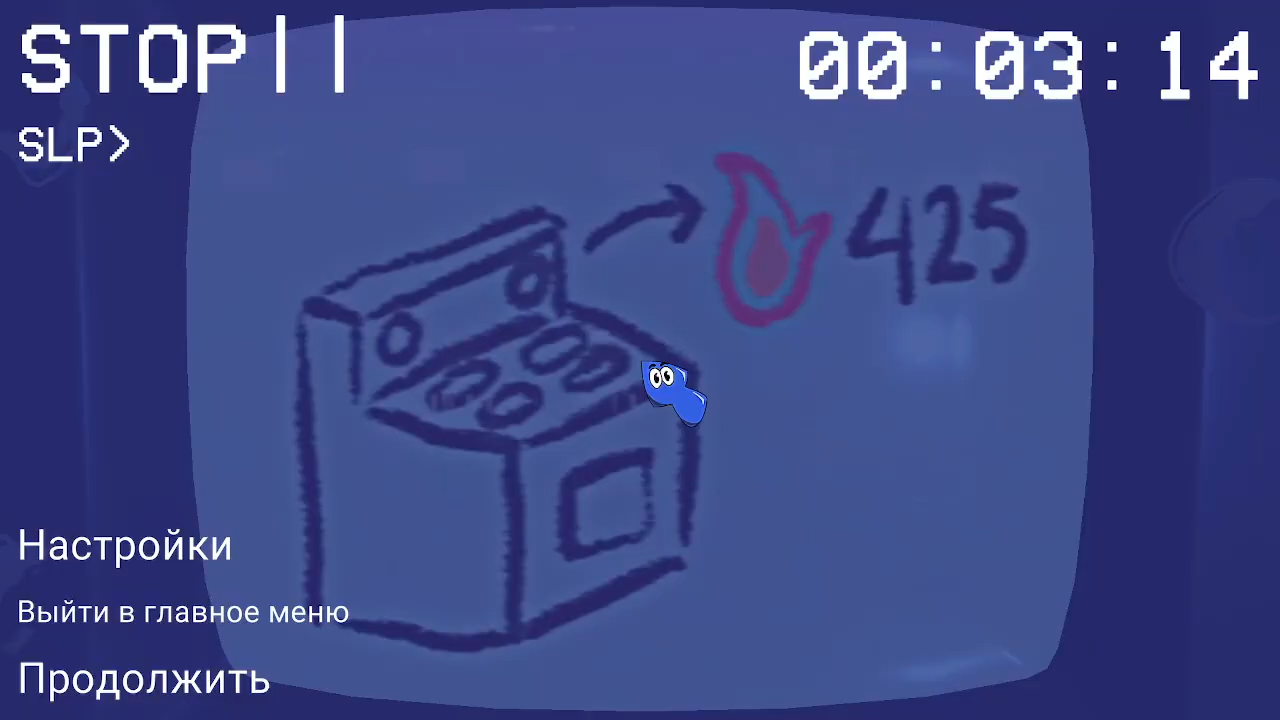 STOP||
00:03:14
SLP>
425
Настройки
Выйти в главное меню
Продолжить